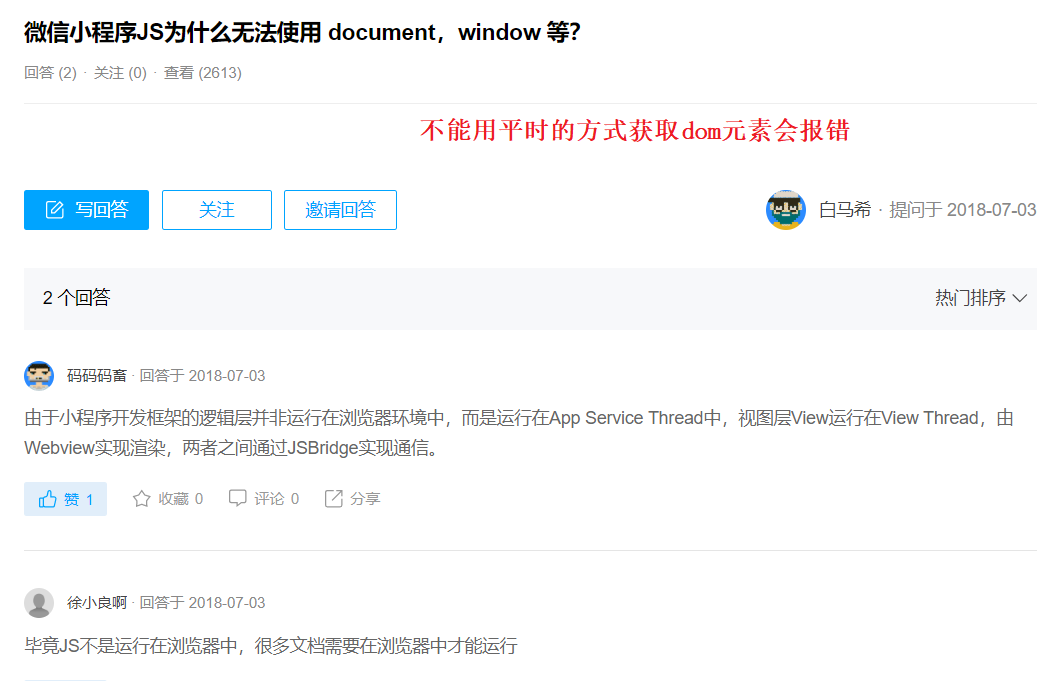 微信小程序JS为什么无法使用 document，window 等？
回答 (2) · 关注 (0) · 查看 (2613)
不能用平时的方式获取dom元素会报错
写回答 关注 邀请回答 白马希 · 提问于 2018-07-03
2 个回答 热门排序
码码码畜 · 回答于 2018-07-03
由于小程序开发框架的逻辑层并非运行在浏览器环境中，而是运行在App Service Thread中，视图层View运行在View Thread，由
Webview实现渲染，两者之间通过JSBridge实现通信。
赞 1 收藏 0 评论 0 分享
徐小良啊 · 回答于 2018-07-03
毕竟JS不是运行在浏览器中，很多文档需要在浏览器中才能运行